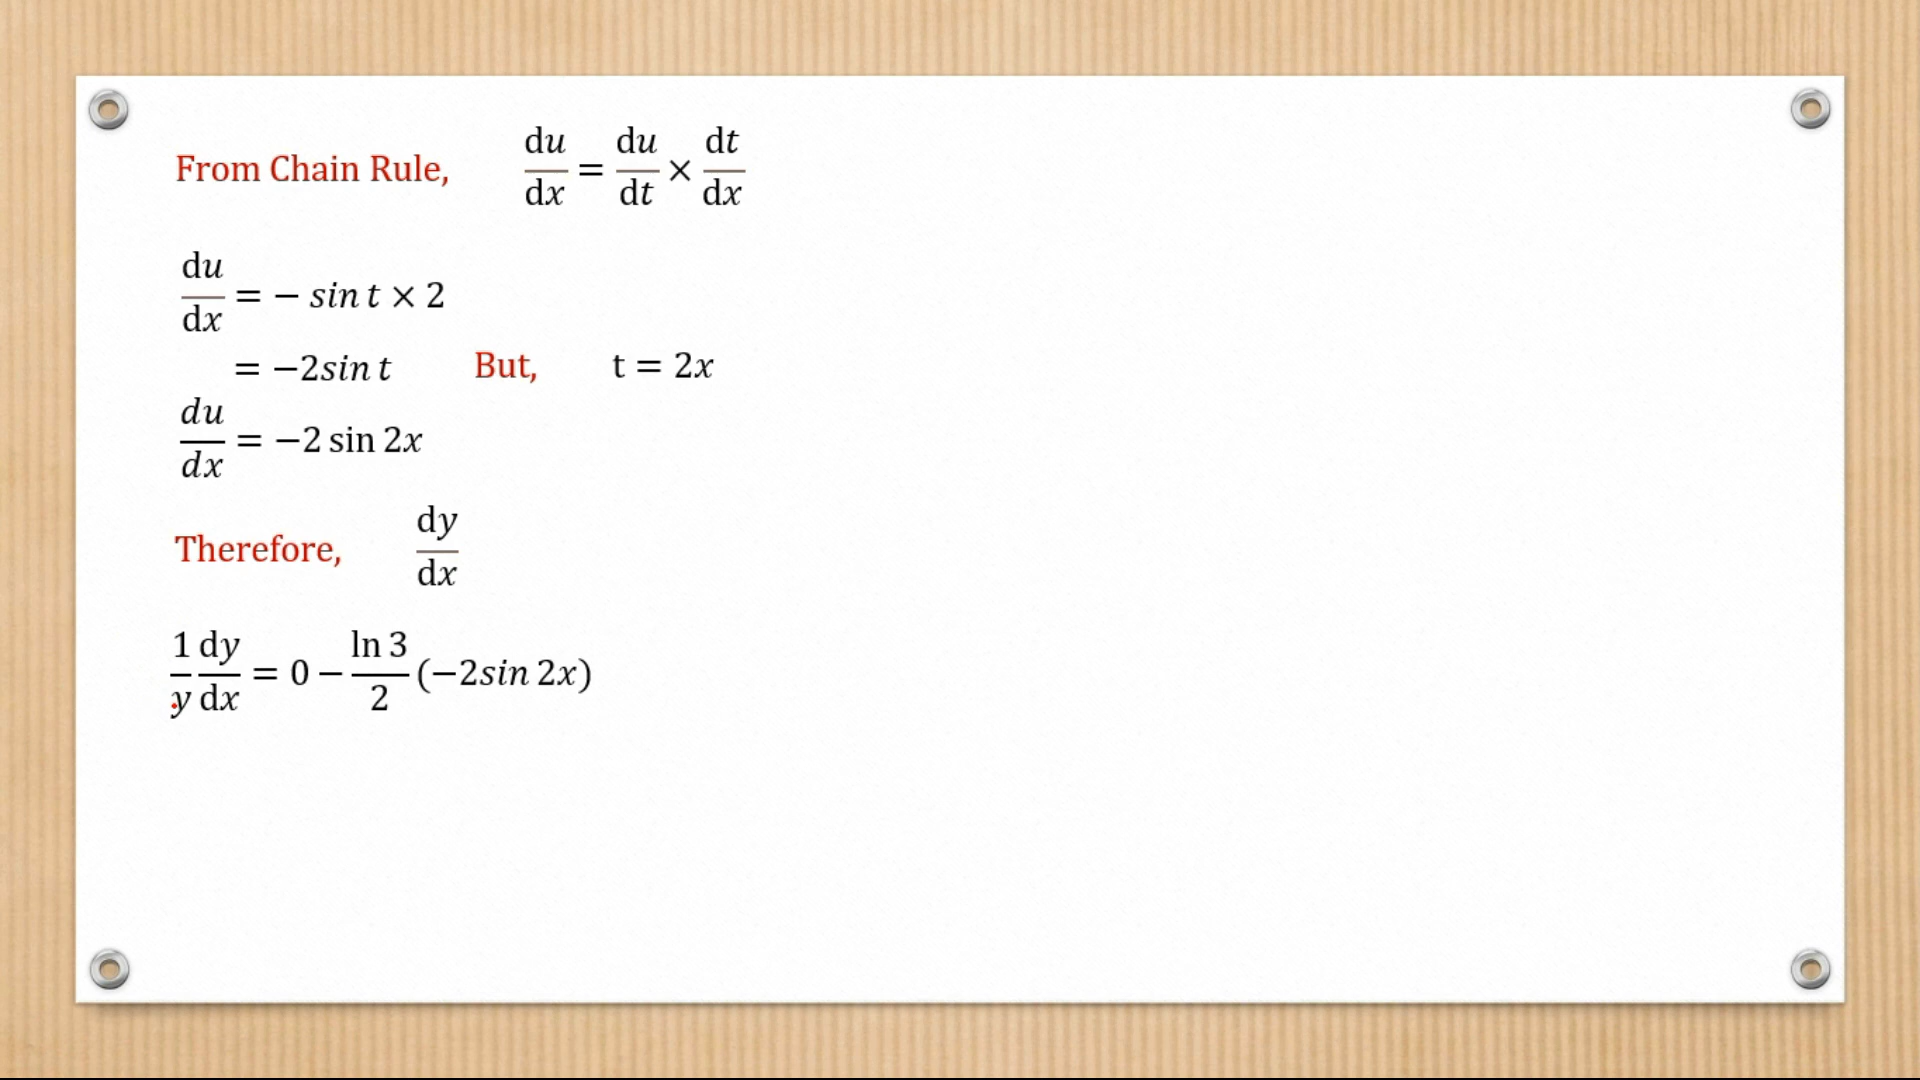 From Chain Rule, du/dx = du/dt × dt/dx
du/dx = − sin t × 2
= −2sin t But, t = 2x
du/dx = −2 sin 2x
Therefore, dy/dx
1/y dy/dx = 0 − ln 3/2 (−2sin 2x)